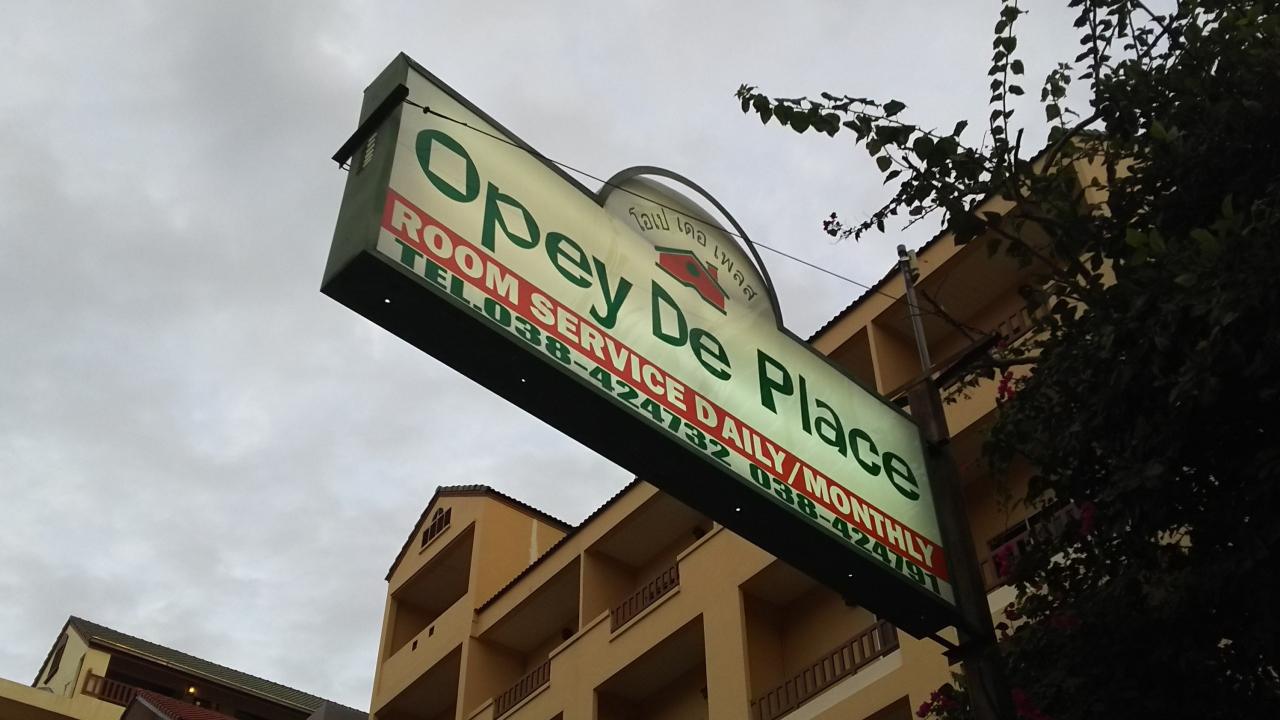 โอเป เดอ เพลส
Opey De Place
ROOM SERVICE DAILY/MONTHLY
TEL.038-424732 038-424791